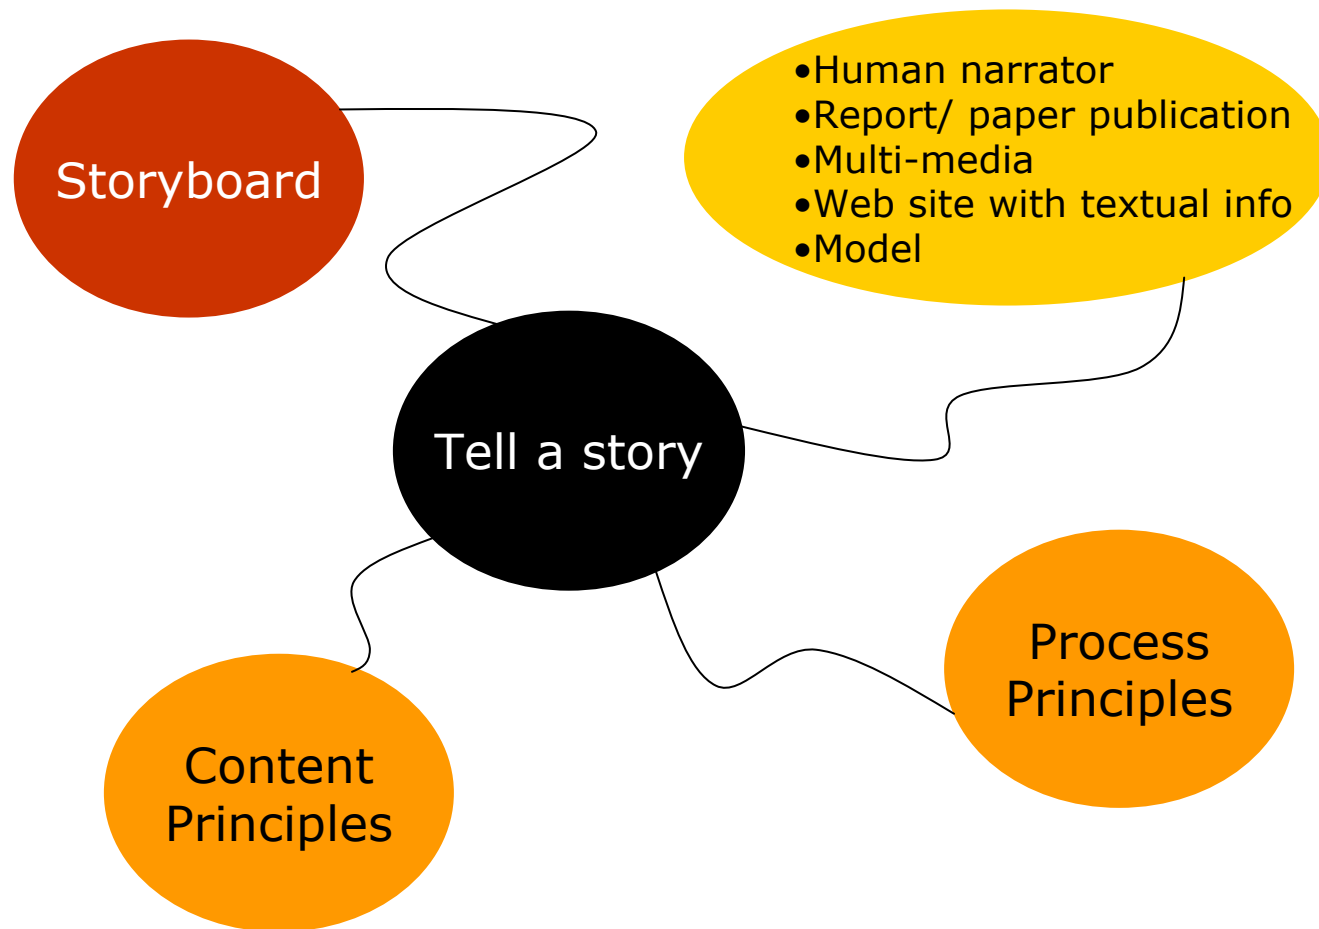 Storyboard
•Human narrator
•Report/ paper publication
•Multi-media
•Web site with textual info
•Model
Tell a story
Process
Principles
Content
Principles